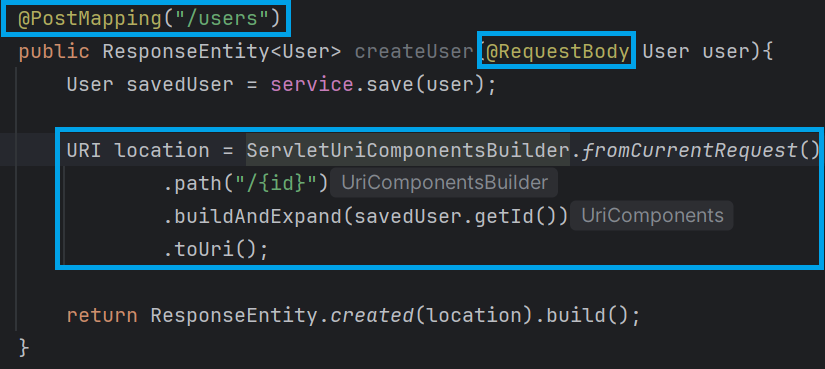 @PostMapping("/users")
public ResponseEntity<User> createUser(@RequestBody User user){
User savedUser = service.save(user);
URI location = ServletUriComponentsBuilder.fromCurrentRequest()
.path("/{id}") UriComponentsBuilder
.buildAndExpand(savedUser.getId()) UriComponents
.toUri();
return ResponseEntity.created(location).build();
}